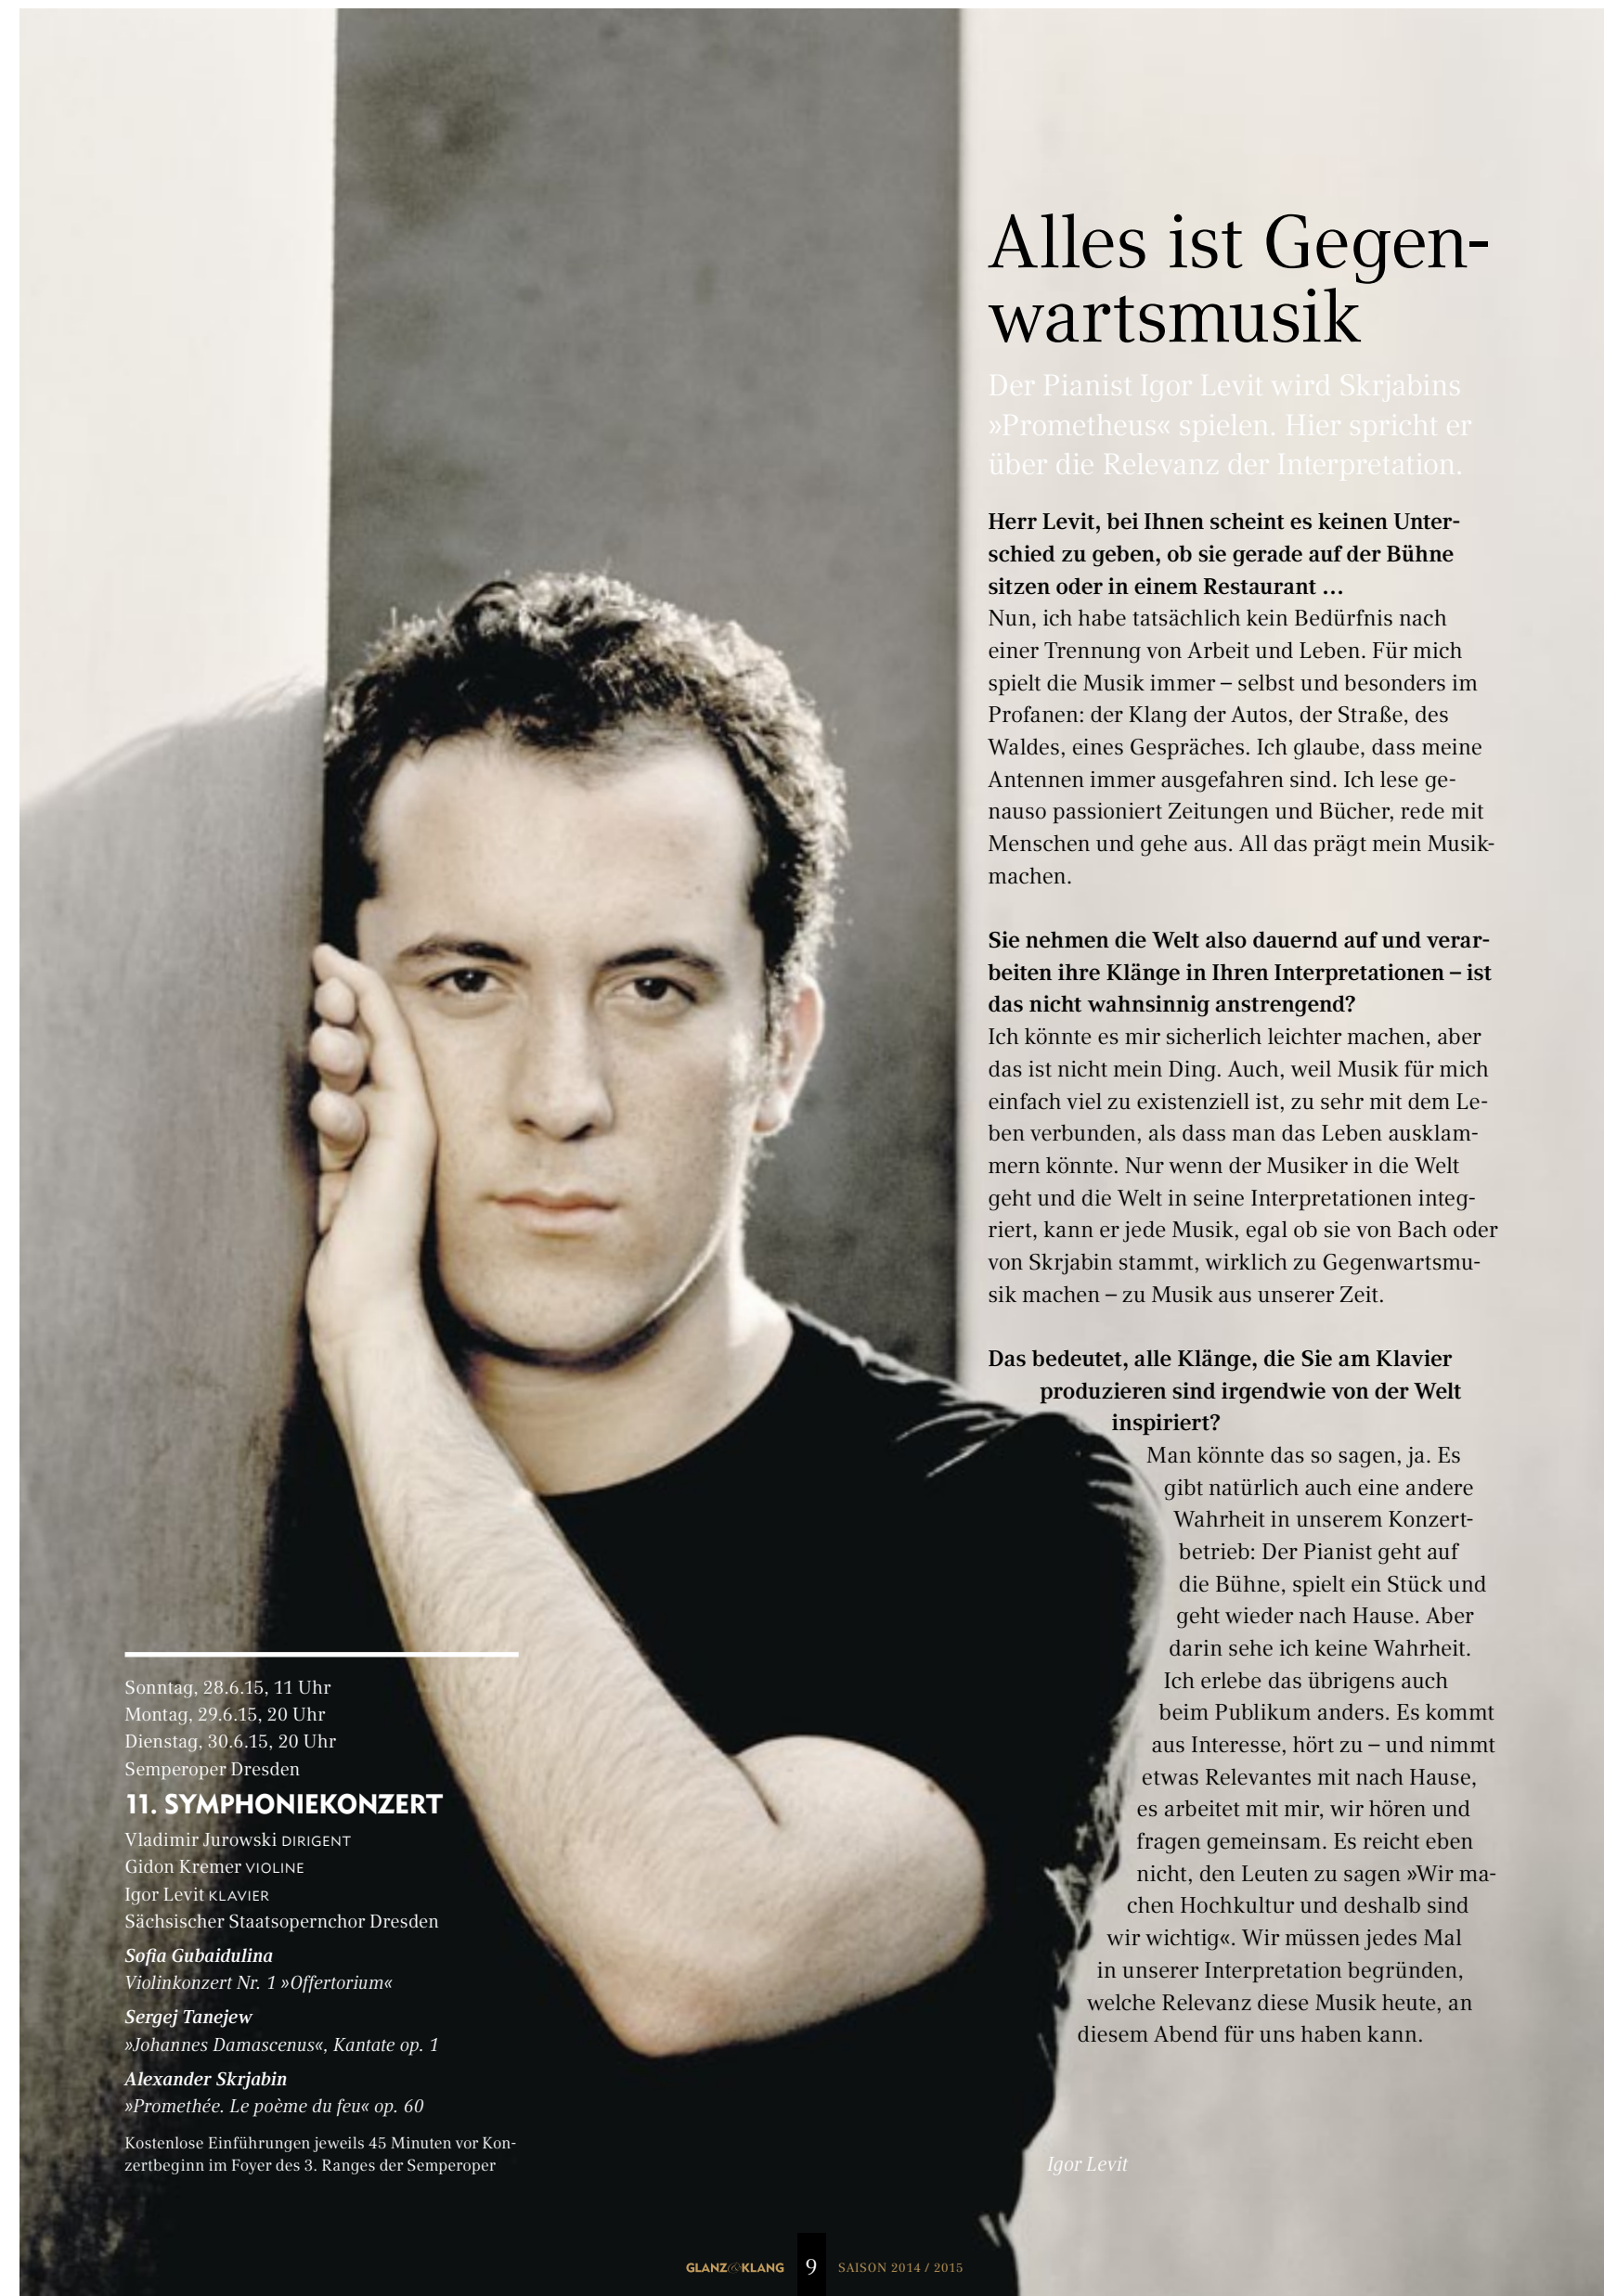 Alles ist Gegen-
wartsmusik
Der Pianist Igor Levit wird Skrjabins
»Prometheus« spielen. Hier spricht er
über die Relevanz der Interpretation.
Herr Levit, bei Ihnen scheint es keinen Unter-
schied zu geben, ob sie gerade auf der Bühne
sitzen oder in einem Restaurant …
Nun, ich habe tatsächlich kein Bedürfnis nach
einer Trennung von Arbeit und Leben. Für mich
spielt die Musik immer – selbst und besonders im
Profanen: der Klang der Autos, der Straße, des
Waldes, eines Gespräches. Ich glaube, dass meine
Antennen immer ausgefahren sind. Ich lese ge-
nauso passioniert Zeitungen und Bücher, rede mit
Menschen und gehe aus. All das prägt mein Musik-
machen.
Sie nehmen die Welt also dauernd auf und verar-
beiten ihre Klänge in Ihren Interpretationen – ist
das nicht wahnsinnig anstrengend?
Ich könnte es mir sicherlich leichter machen, aber
das ist nicht mein Ding. Auch, weil Musik für mich
einfach viel zu existenziell ist, zu sehr mit dem Le-
ben verbunden, als dass man das Leben ausklam-
mern könnte. Nur wenn der Musiker in die Welt
geht und die Welt in seine Interpretationen integ-
riert, kann er jede Musik, egal ob sie von Bach oder
von Skrjabin stammt, wirklich zu Gegenwartsmu-
sik machen – zu Musik aus unserer Zeit.
Das bedeutet, alle Klänge, die Sie am Klavier
produzieren sind irgendwie von der Welt
inspiriert?
Man könnte das so sagen, ja. Es
gibt natürlich auch eine andere
Wahrheit in unserem Konzert-
betrieb: Der Pianist geht auf
die Bühne, spielt ein Stück und
geht wieder nach Hause. Aber
darin sehe ich keine Wahrheit.
Ich erlebe das übrigens auch
beim Publikum anders. Es kommt
aus Interesse, hört zu – und nimmt
etwas Relevantes mit nach Hause,
es arbeitet mit mir, wir hören und
fragen gemeinsam. Es reicht eben
nicht, den Leuten zu sagen »Wir ma-
chen Hochkultur und deshalb sind
wir wichtig«. Wir müssen jedes Mal
in unserer Interpretation begründen,
welche Relevanz diese Musik heute, an
diesem Abend für uns haben kann.
Sonntag, 28.6.15, 11 Uhr
Montag, 29.6.15, 20 Uhr
Dienstag, 30.6.15, 20 Uhr
Semperoper Dresden
11. SYMPHONIEKONZERT
Vladimir Jurowski DIRIGENT
Gidon Kremer VIOLINE
Igor Levit KLAVIER
Sächsischer Staatsopernchor Dresden
Sofia Gubaidulina
Violinkonzert Nr. 1 »Offertorium«
Sergej Tanejew
»Johannes Damascenus«, Kantate op. 1
Alexander Skrjabin
»Promethée. Le poème du feu« op. 60
Kostenlose Einführungen jeweils 45 Minuten vor Kon-
zertbeginn im Foyer des 3. Ranges der Semperoper
Igor Levit
GLANZ&KLANG 9 SAISON 2014 / 2015